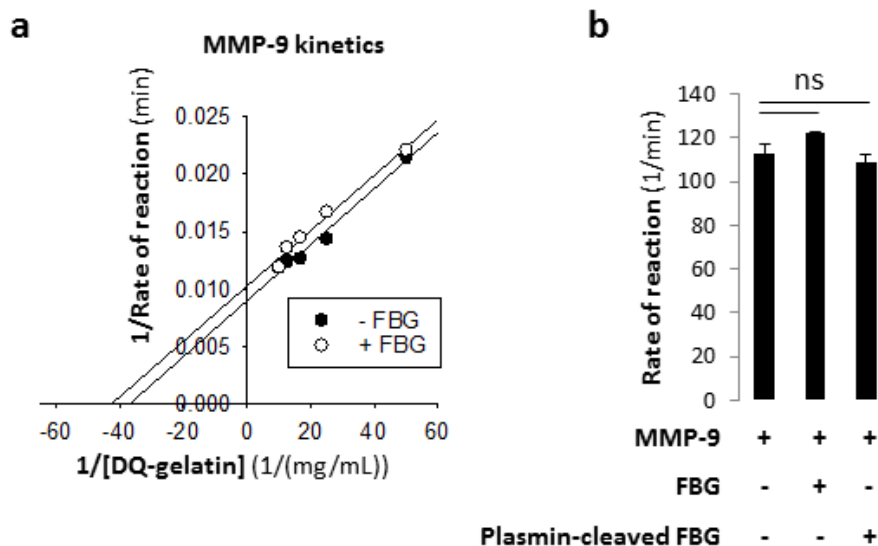 a
MMP-9 kinetics
1/Rate of reaction (min)
0.025
0.020
0.015
0.010
0.005
0.000
-60 -40 -20 0 20 40 60
1/[DQ-gelatin] (1/(mg/mL))
- FBG
+ FBG
b
ns
Rate of reaction (1/min)
140
120
100
80
60
40
20
0
MMP-9 + + +
FBG - + -
Plasmin-cleaved FBG - - +